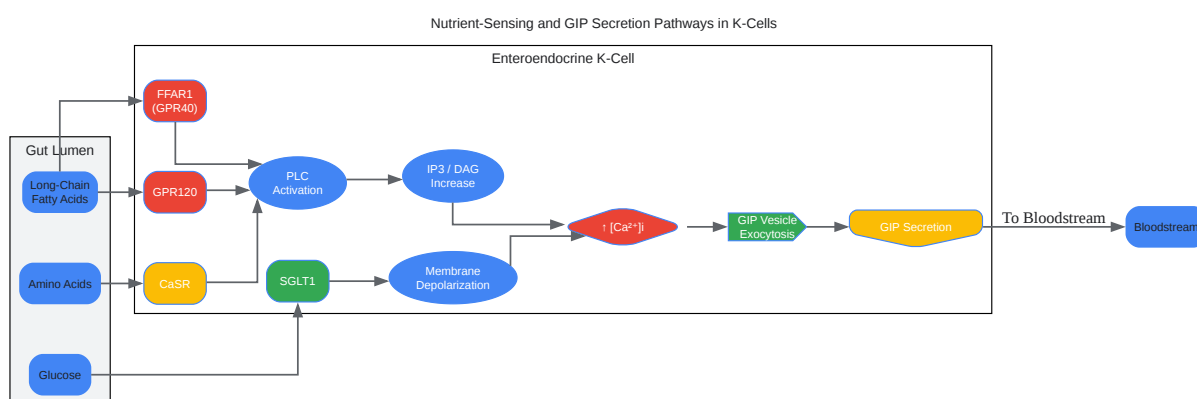 Nutrient-Sensing and GIP Secretion Pathways in K-Cells
Enteroendocrine K-Cell
FFAR1
(GPR40)
Gut Lumen
Long-Chain
Fatty Acids
GPR120
PLC
Activation
IP3 / DAG
Increase
↑ [Ca²⁺]i
GIP Vesicle
Exocytosis
GIP Secretion
To Bloodstream
Bloodstream
Amino Acids
CaSR
SGLT1
Membrane
Depolarization
Glucose